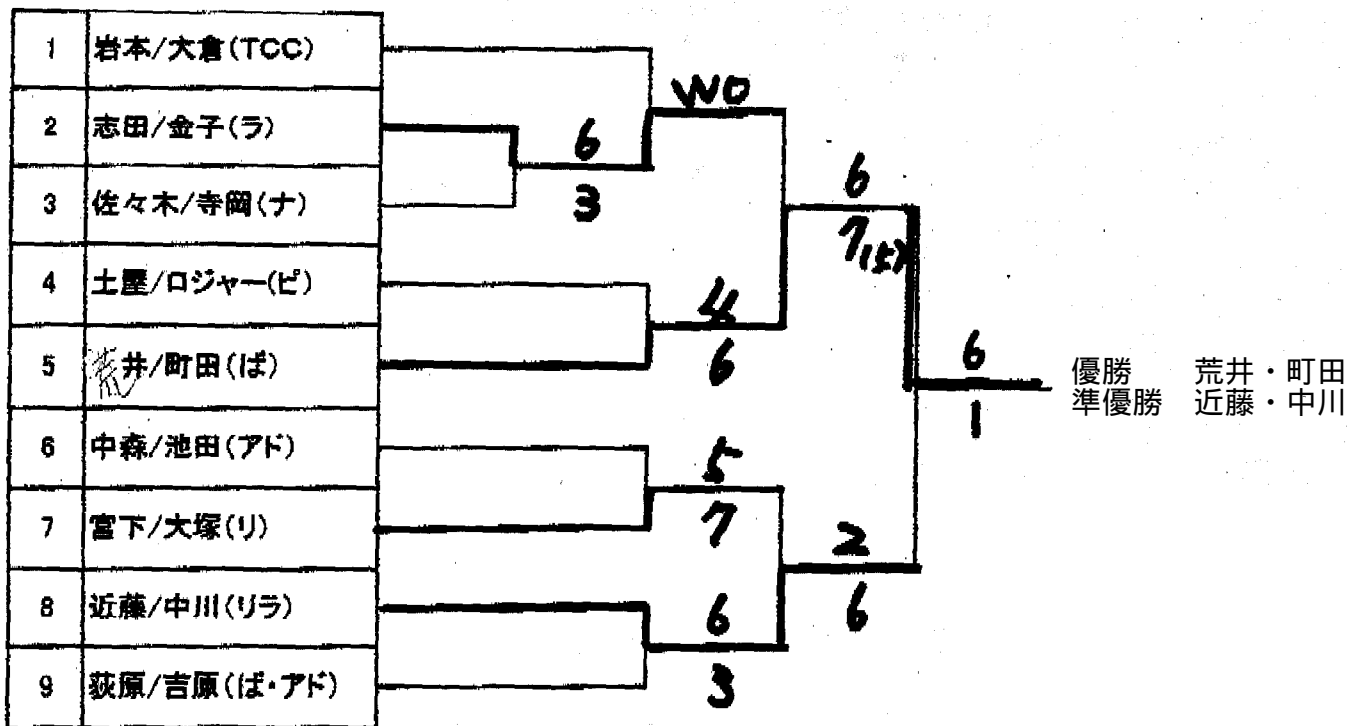 1 岩本/大倉(TCC)
WO
2 志田/金子(ラ)
6
3
3 佐々木/寺岡(ナ)
6
7
4 土屋/ロジャー(ピ)
4
6
5 荒井/町田(ば)
6
1
優勝 荒井・町田
準優勝 近藤・中川
6 中森/池田(アド)
5
7
7 宮下/大塚(リ)
2
6
8 近藤/中川(リラ)
6
3
9 荻原/吉原(ば・アド)